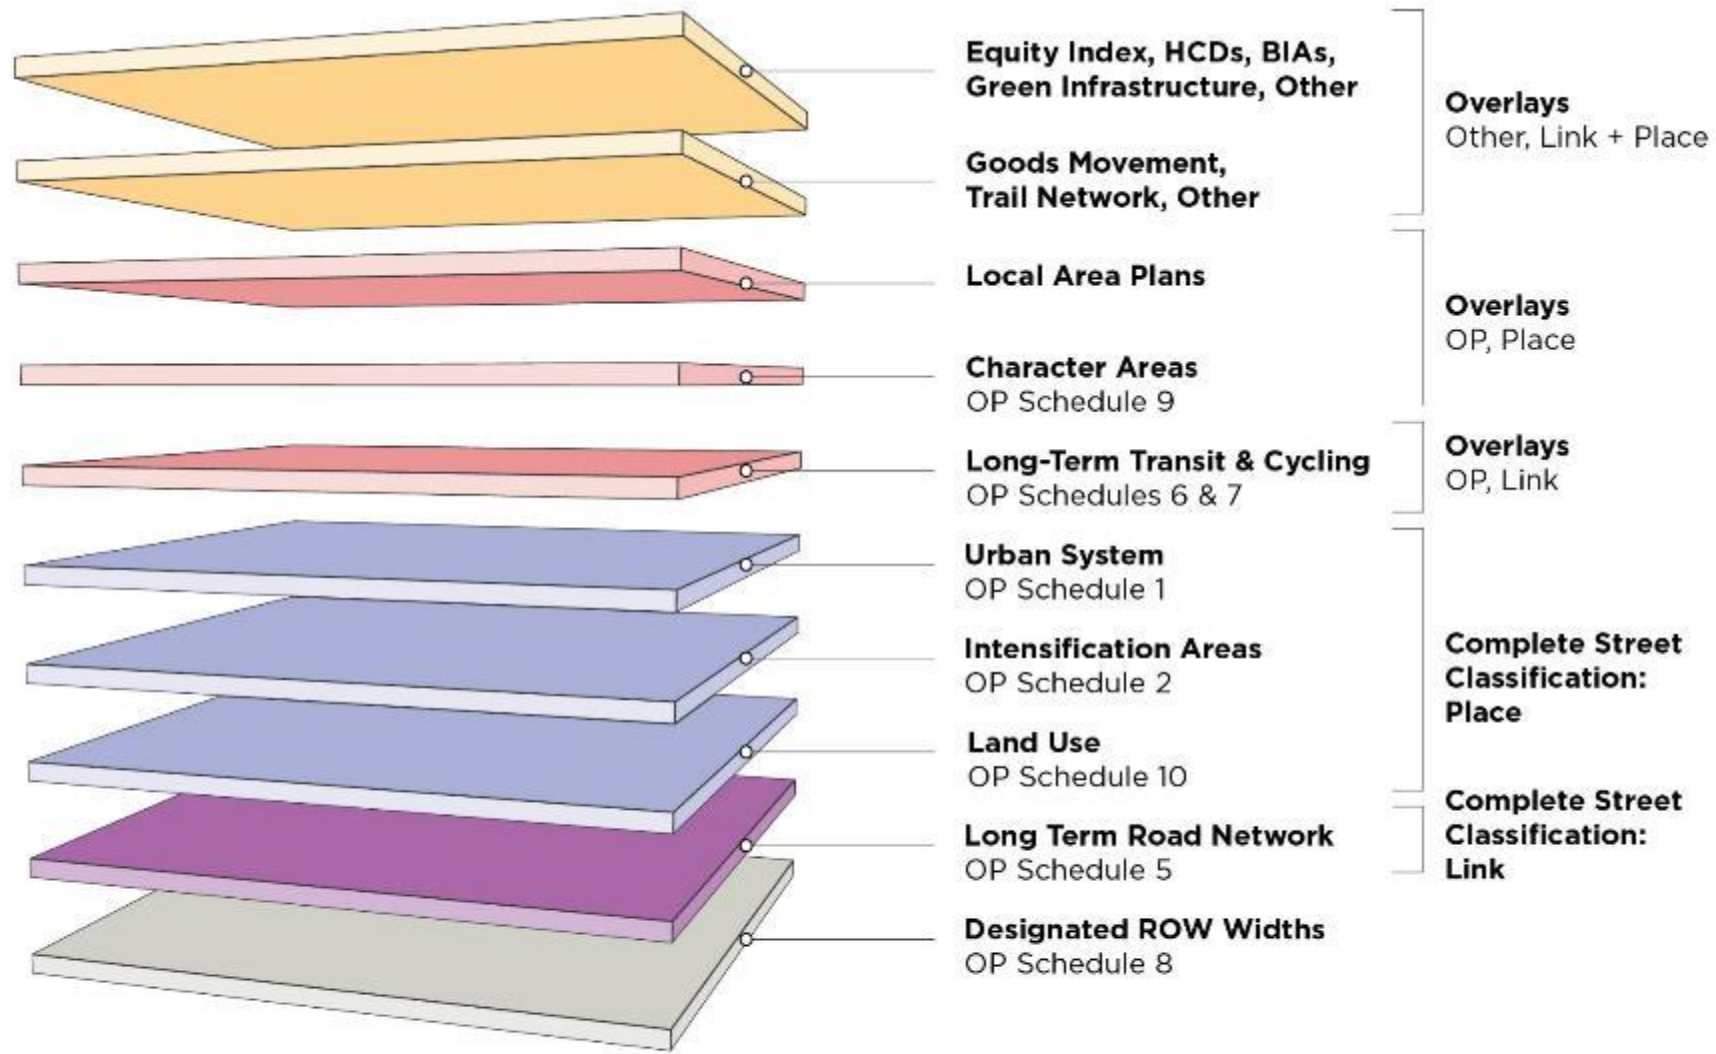 Equity Index, HCDs, BIAs,
Green Infrastructure, Other
Goods Movement,
Trail Network, Other
Overlays
Other, Link + Place
Local Area Plans
Character Areas
OP Schedule 9
Overlays
OP, Place
Long-Term Transit & Cycling
OP Schedules 6 & 7
Overlays
OP, Link
Urban System
OP Schedule 1
Intensification Areas
OP Schedule 2
Land Use
OP Schedule 10
Complete Street
Classification:
Place
Long Term Road Network
OP Schedule 5
Complete Street
Classification:
Link
Designated ROW Widths
OP Schedule 8